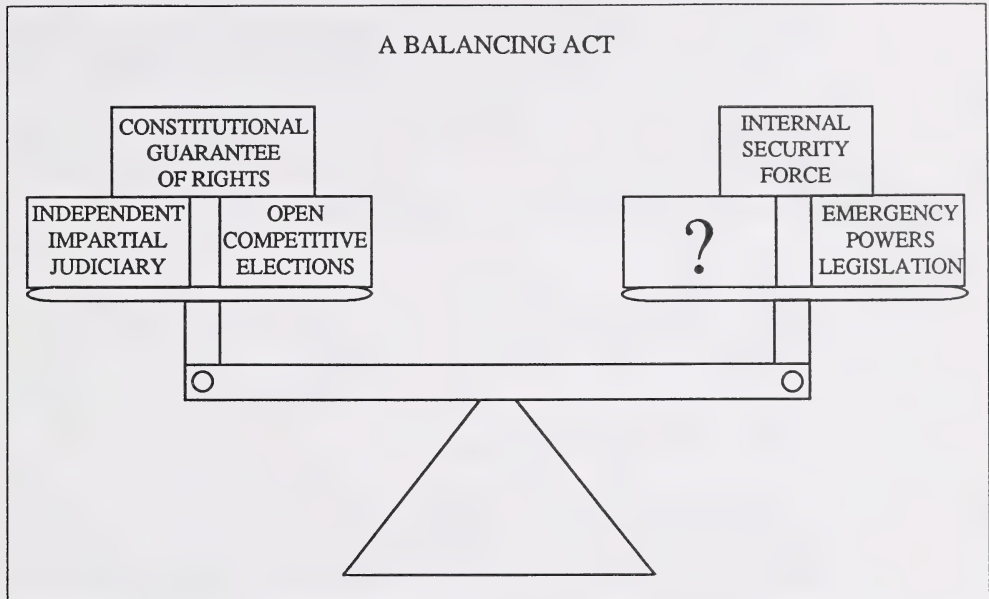 A BALANCING ACT
CONSTITUTIONAL
GUARANTEE
OF RIGHTS
INDEPENDENT
IMPARTIAL
JUDICIARY
OPEN
COMPETITIVE
ELECTIONS
INTERNAL
SECURITY
FORCE
?
EMERGENCY
POWERS
LEGISLATION